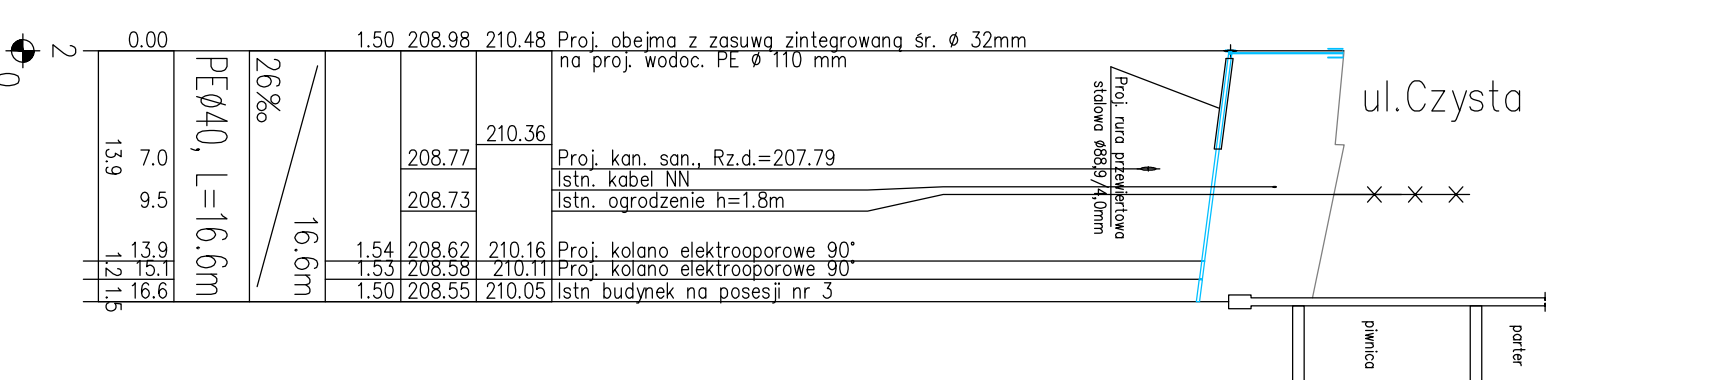 0.00 1.50 208.98 210.48 Proj. obejma z zasuwą zintegrowaną śr. Ø 32mm
na proj. wodoc. PE Ø 110 mm
2
0
ul.Czysta
210.36
7.0 208.77 Proj. kan. san., Rz.d.=207.79
Istn. kabel NN
9.5 208.73 Istn. ogrodzenie h=1.8m
13.9 1.54 208.62 210.16 Proj. kolano elektrooporowe 90°
15.1 1.53 208.58 210.11 Proj. kolano elektrooporowe 90°
16.6 1.50 208.55 210.05 Istn budynek na posesji nr 3
13.9
1.2
1.5
PEØ40, L=16.6m
26‰
16.6m
Proj. rura przewiertowa
stalowa Ø88,9/4,0mm
piwnica
parter